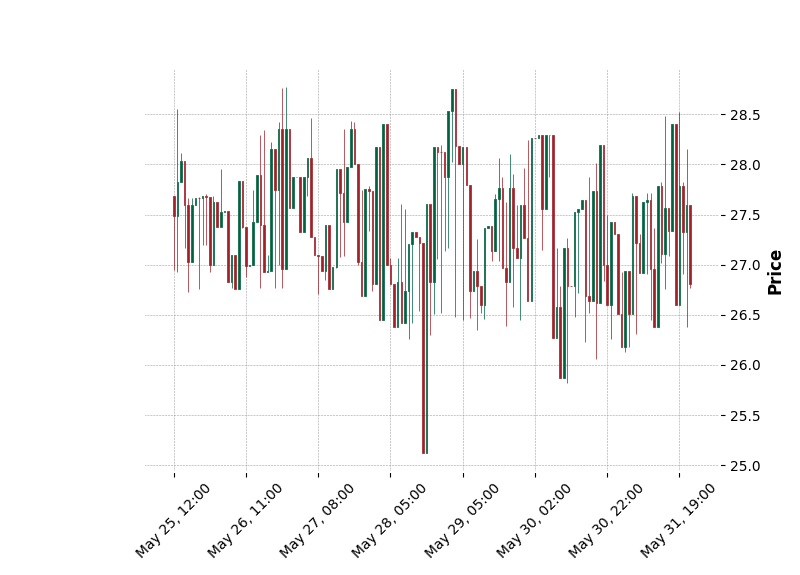 28.5
28.0
27.5
27.0
26.5
26.0
25.5
25.0
Price
May 25, 12:00
May 26, 11:00
May 27, 08:00
May 28, 05:00
May 29, 05:00
May 30, 02:00
May 30, 22:00
May 31, 19:00